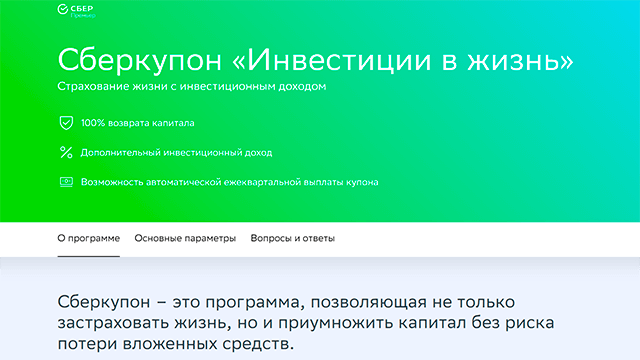 СБЕР
Премьер
Сберкупон «Инвестиции в жизнь»
Страхование жизни с инвестиционным доходом
100% возврата капитала
Дополнительный инвестиционный доход
Возможность автоматической ежеквартальной выплаты купона
О программе Основные параметры Вопросы и ответы
Сберкупон – это программа, позволяющая не только
застраховать жизнь, но и приумножить капитал без риска
потери вложенных средств.